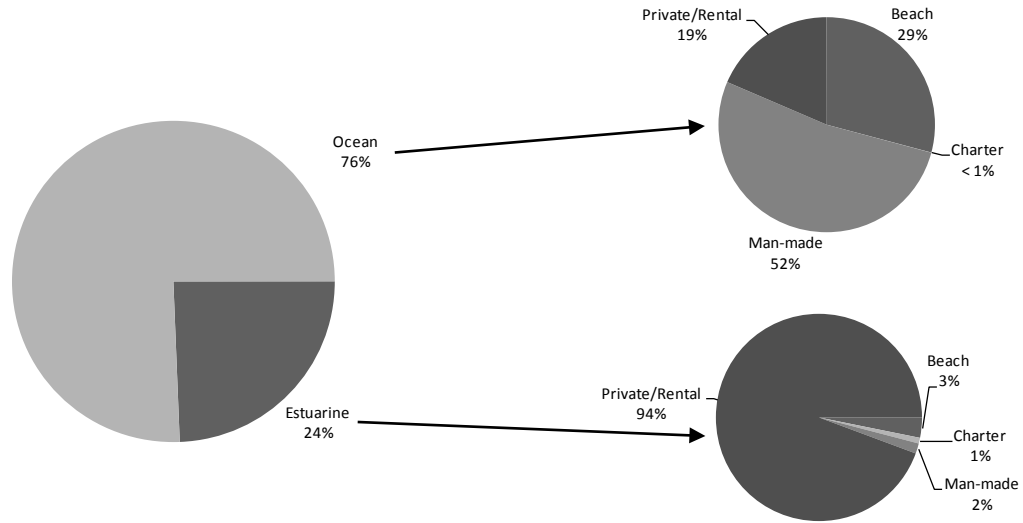 Private/Rental
19%
Beach
29%
Ocean
76%
Charter
< 1%
Man-made
52%
Estuarine
24%
Private/Rental
94%
Beach
3%
Charter
1%
Man-made
2%